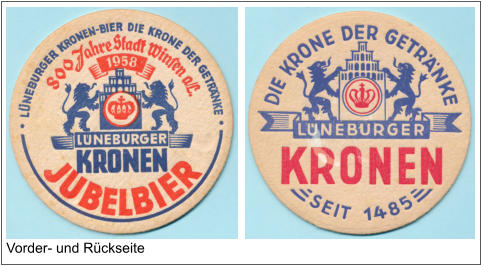 LÜNEBURGER KRONEN-BIER DIE KRONE DER GETRÄNKE
800 Jahre Stadt Winsen a/L.
1958
LÜNEBURGER
KRONEN
JUBELBIER
DIE KRONE DER GETRÄNKE
LÜNEBURGER
KRONEN
SEIT 1485
Vorder- und Rückseite